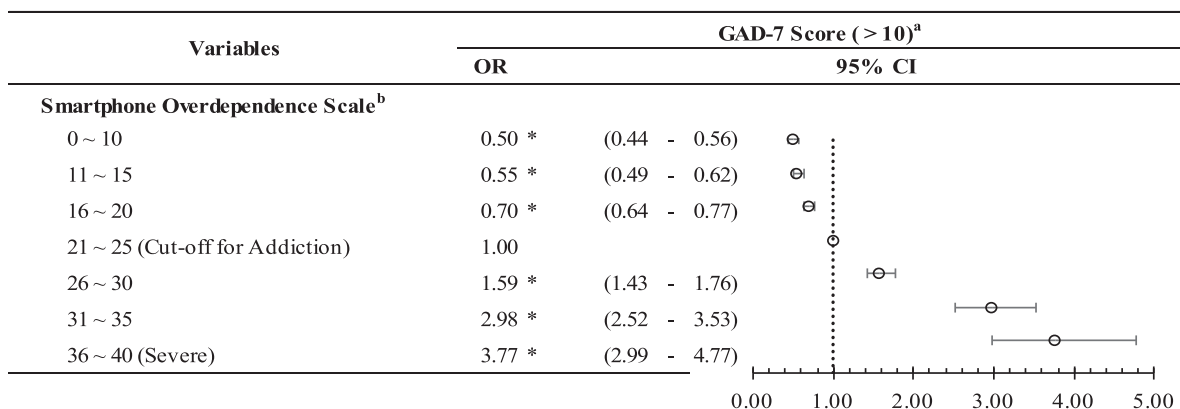 Variables
GAD-7 Score ( > 10)ᵃ
OR 95% CI
Smartphone Overdependence Scaleᵇ
0 ~ 10 0.50 * (0.44 - 0.56)
11 ~ 15 0.55 * (0.49 - 0.62)
16 ~ 20 0.70 * (0.64 - 0.77)
21 ~ 25 (Cut-off for Addiction) 1.00
26 ~ 30 1.59 * (1.43 - 1.76)
31 ~ 35 2.98 * (2.52 - 3.53)
36 ~ 40 (Severe) 3.77 * (2.99 - 4.77)
0.00 1.00 2.00 3.00 4.00 5.00